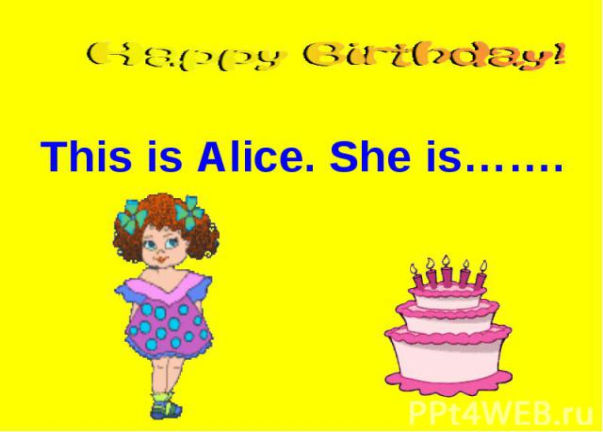 Happy Birthday!
This is Alice. She is…….
PPt4WEB.ru